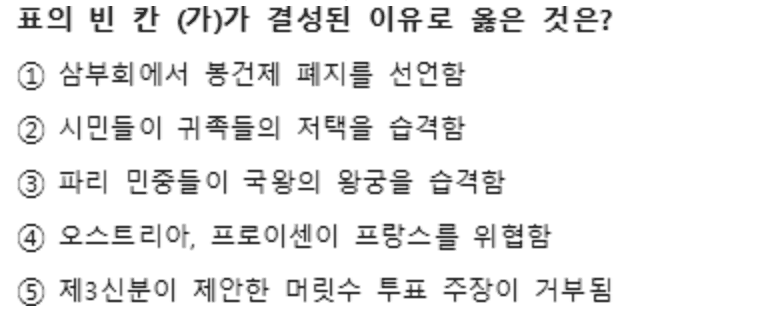 표의 빈 칸 (가)가 결성된 이유로 옳은 것은?
① 삼부회에서 봉건제 폐지를 선언함
② 시민들이 귀족들의 저택을 습격함
③ 파리 민중들이 국왕의 왕궁을 습격함
④ 오스트리아, 프로이센이 프랑스를 위협함
⑤ 제3신분이 제안한 머릿수 투표 주장이 거부됨